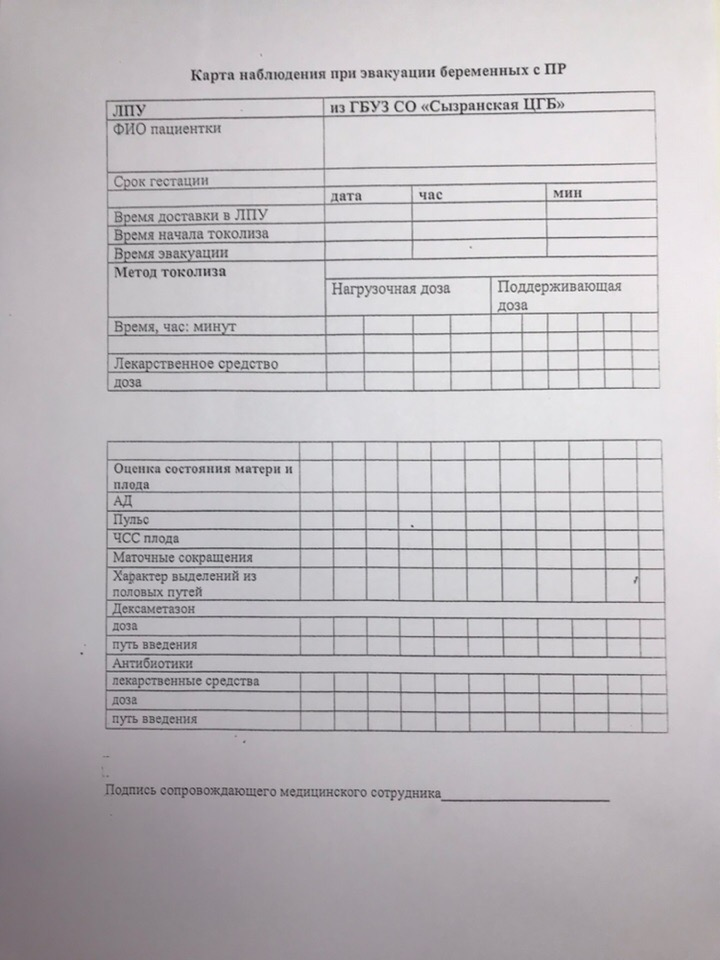 Карта наблюдения при эвакуации беременных с ПР
ЛПУ из ГБУЗ СО «Сызранская ЦГБ»
ФИО пациентки
Срок гестации
дата час мин
Время доставки в ЛПУ
Время начала токолиза
Время эвакуации
Метод токолиза
Нагрузочная доза Поддерживающая
доза
Время, час: минут
Лекарственное средство
доза
Оценка состояния матери и
плода
АД
Пульс
ЧСС плода
Маточные сокращения
Характер выделений из
половых путей
Дексаметазон
доза
путь введения
Антибиотики
лекарственные средства
доза
путь введения
Подпись сопровождающего медицинского сотрудника